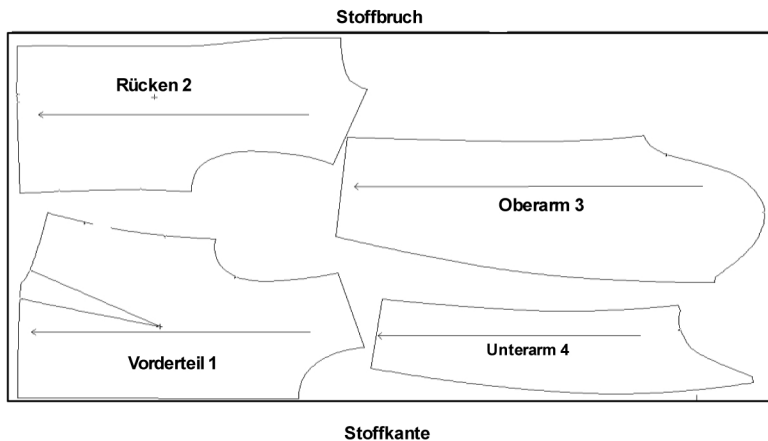 Stoffbruch
Rücken 2
Oberarm 3
Vorderteil 1
Unterarm 4
Stoffkante